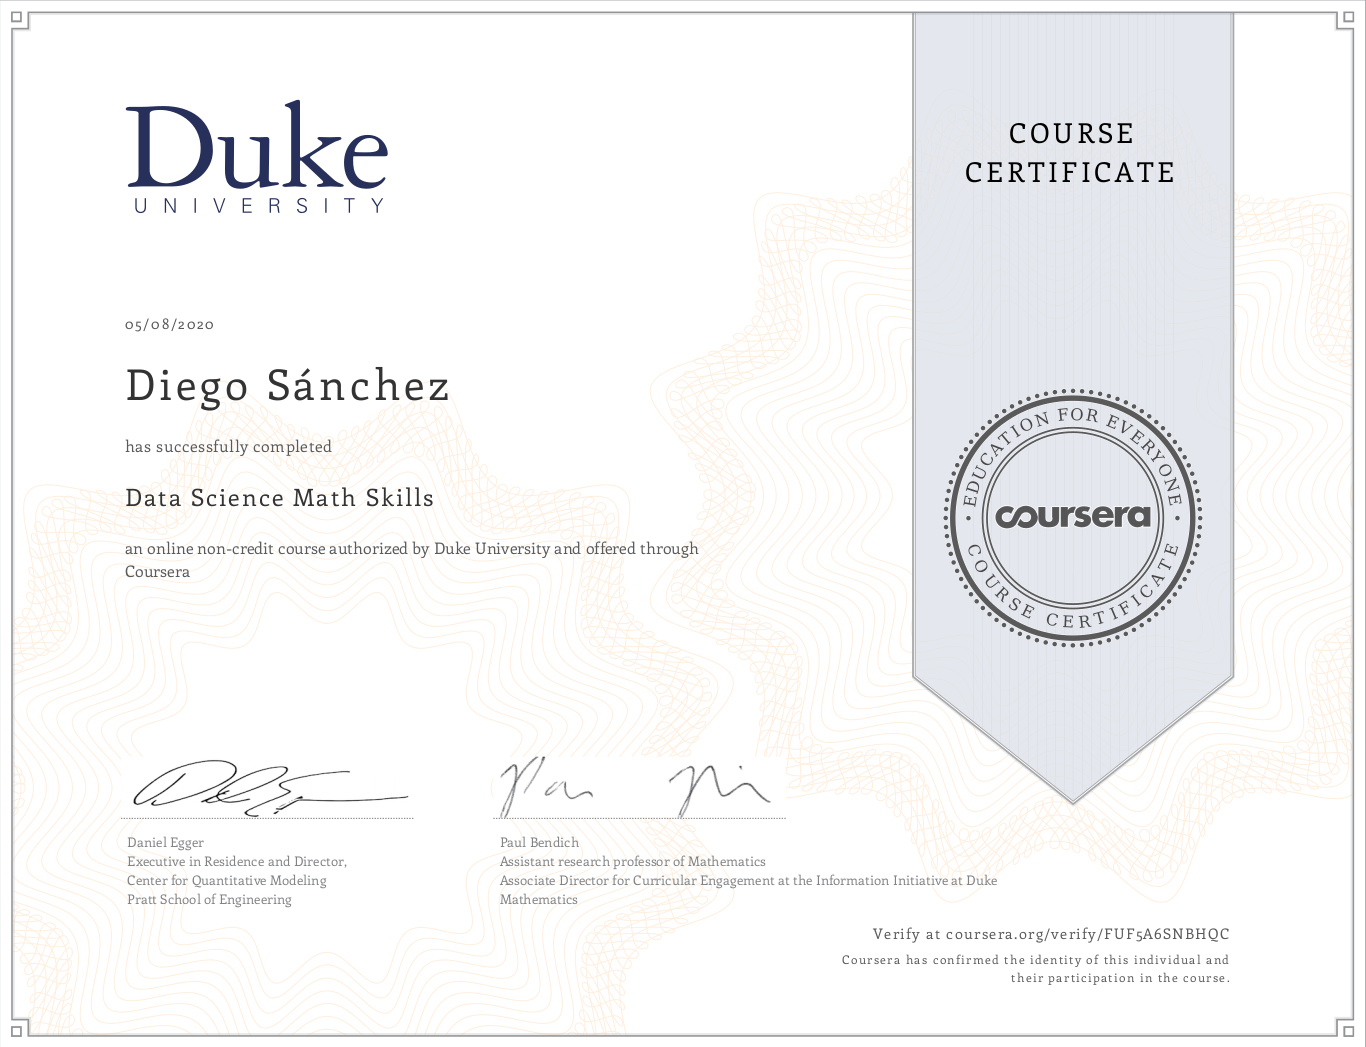 Duke
UNIVERSITY
COURSE
CERTIFICATE
05/08/2020
Diego Sánchez
has successfully completed
Data Science Math Skills
an online non-credit course authorized by Duke University and offered through
Coursera
EDUCATION FOR EVERYONE
coursera
COURSE CERTIFICATE
Daniel Egger
Executive in Residence and Director,
Center for Quantitative Modeling
Pratt School of Engineering
Paul Bendich
Assistant research professor of Mathematics
Associate Director for Curricular Engagement at the Information Initiative at Duke
Mathematics
Verify at coursera.org/verify/FUF5A6SNBHQC
Coursera has confirmed the identity of this individual and
their participation in the course.